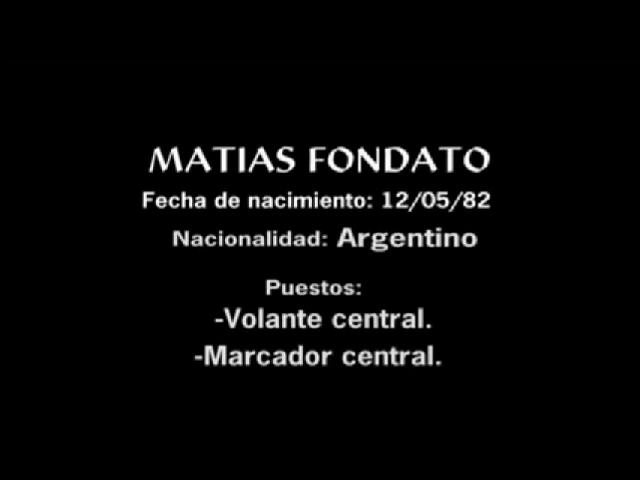 MATIAS FONDATO
Fecha de nacimiento: 12/05/82
Nacionalidad: Argentino
Puestos:
-Volante central.
-Marcador central.